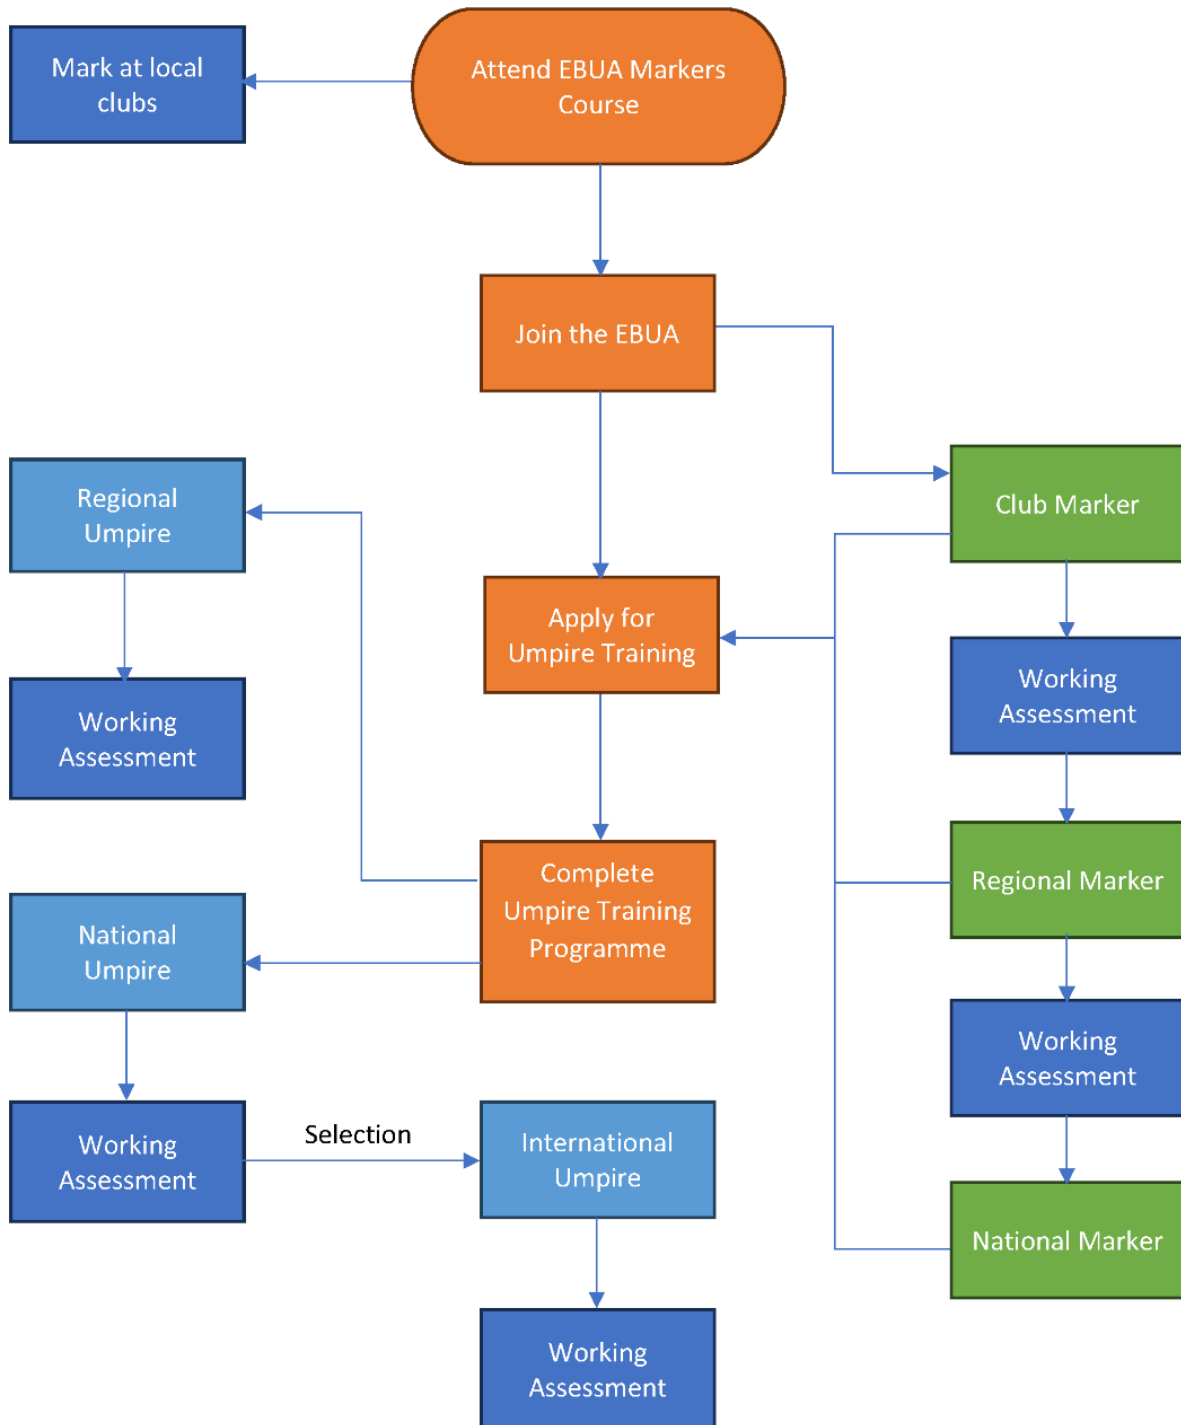 Mark at local
clubs
Attend EBUA Markers
Course
Join the EBUA
Regional
Umpire
Club Marker
Apply for
Umpire Training
Working
Assessment
Working
Assessment
Complete
Umpire Training
Programme
Regional Marker
National
Umpire
Working
Assessment
Working
Assessment
Selection
International
Umpire
National Marker
Working
Assessment